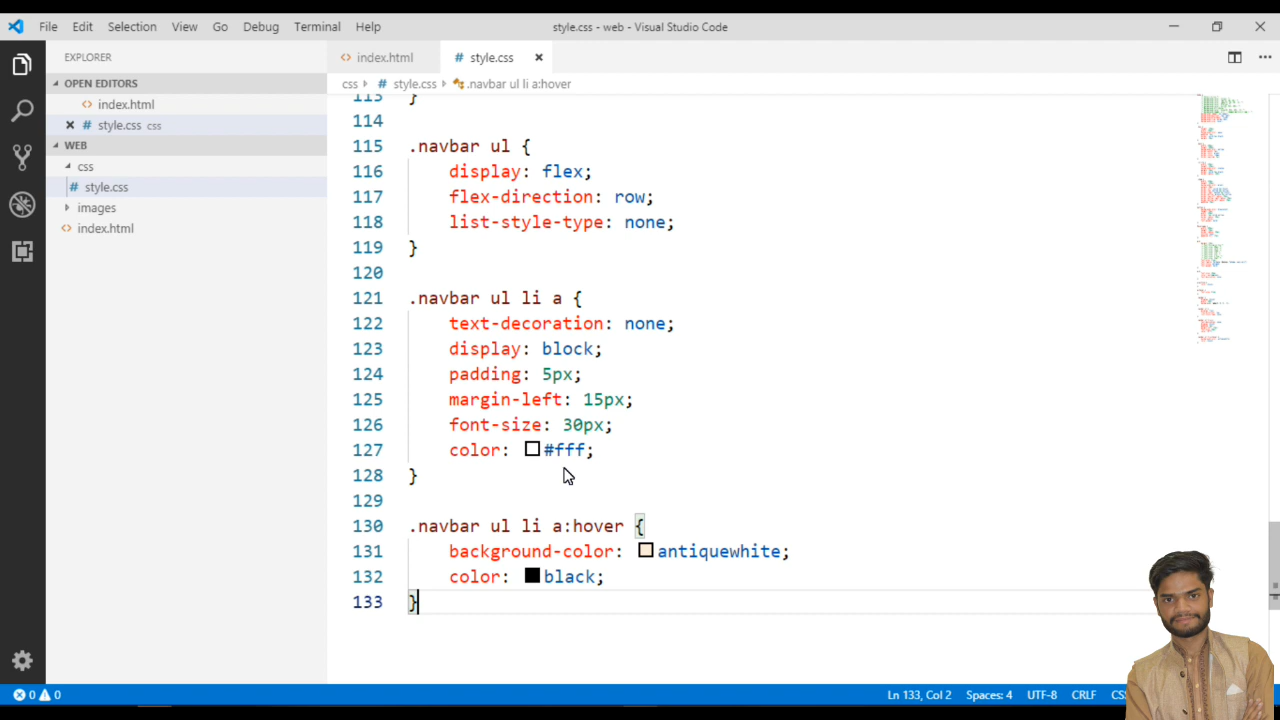 File Edit Selection View Go Debug Terminal Help style.css - web - Visual Studio Code
EXPLORER
OPEN EDITORS
index.html
style.css css
WEB
css
style.css
images
index.html
index.html # style.css
css # style.css .navbar ul li a:hover
113 }
114
115 .navbar ul {
116 display: flex;
117 flex-direction: row;
118 list-style-type: none;
119 }
120
121 .navbar ul li a {
122 text-decoration: none;
123 display: block;
124 padding: 5px;
125 margin-left: 15px;
126 font-size: 30px;
127 color: #fff;
128 }
129
130 .navbar ul li a:hover {
131 background-color: antiquewhite;
132 color: black;
133 }
0 0 Ln 133, Col 2 Spaces: 4 UTF-8 CRLF